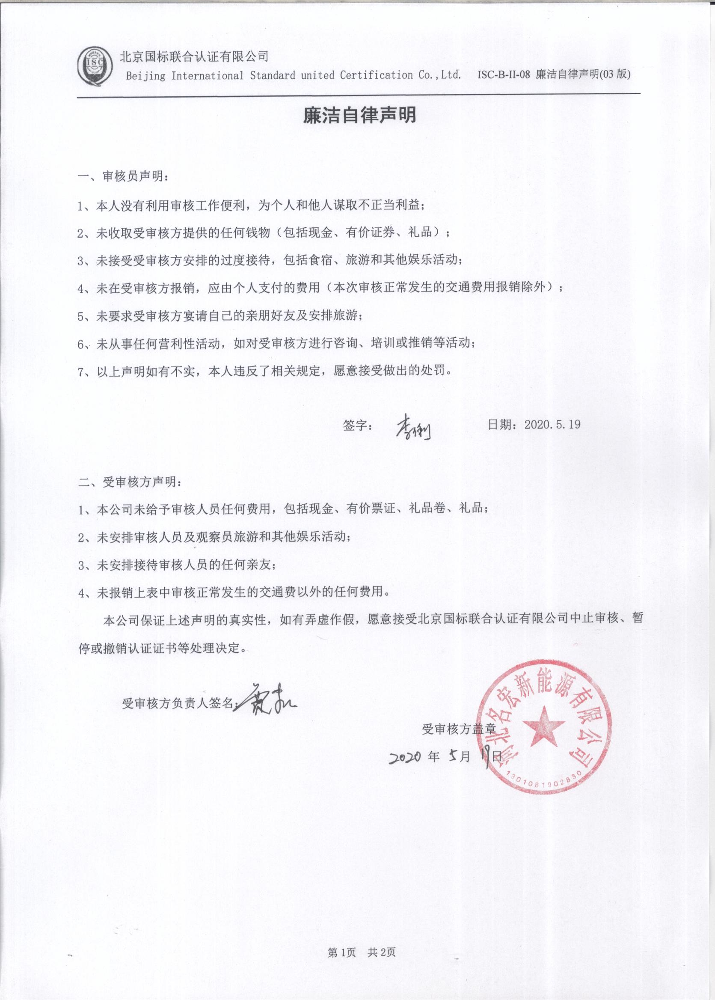 ISC
北京国标联合认证有限公司
Beijing International Standard united Certification Co.,Ltd. ISC-B-II-08 廉洁自律声明(03 版)
廉洁自律声明
一、审核员声明：
1、本人没有利用审核工作便利，为个人和他人谋取不正当利益；
2、未收取受审核方提供的任何钱物（包括现金、有价证券、礼品）；
3、未接受受审核方安排的过度接待，包括食宿、旅游和其他娱乐活动；
4、未在受审核方报销，应由个人支付的费用（本次审核正常发生的交通费用报销除外）；
5、未要求受审核方宴请自己的亲朋好友及安排旅游；
6、未从事任何营利性活动，如对受审核方进行咨询、培训或推销等活动；
7、以上声明如有不实，本人违反了相关规定，愿意接受做出的处罚。
签字： 日期：2020.5.19
二、受审核方声明：
1、本公司未给予审核人员任何费用，包括现金、有价票证、礼品卷、礼品；
2、未安排审核人员及观察员旅游和其他娱乐活动；
3、未安排接待审核人员的任何亲友；
4、未报销上表中审核正常发生的交通费以外的任何费用。
本公司保证上述声明的真实性，如有弄虚作假，愿意接受北京国标联合认证有限公司中止审核、暂
停或撤销认证证书等处理决定。
受审核方负责人签名：
受审核方盖章
2020 年 5 月 19 日
河北名宏新能源有限公司
1301081902830
第 1页 共 2页